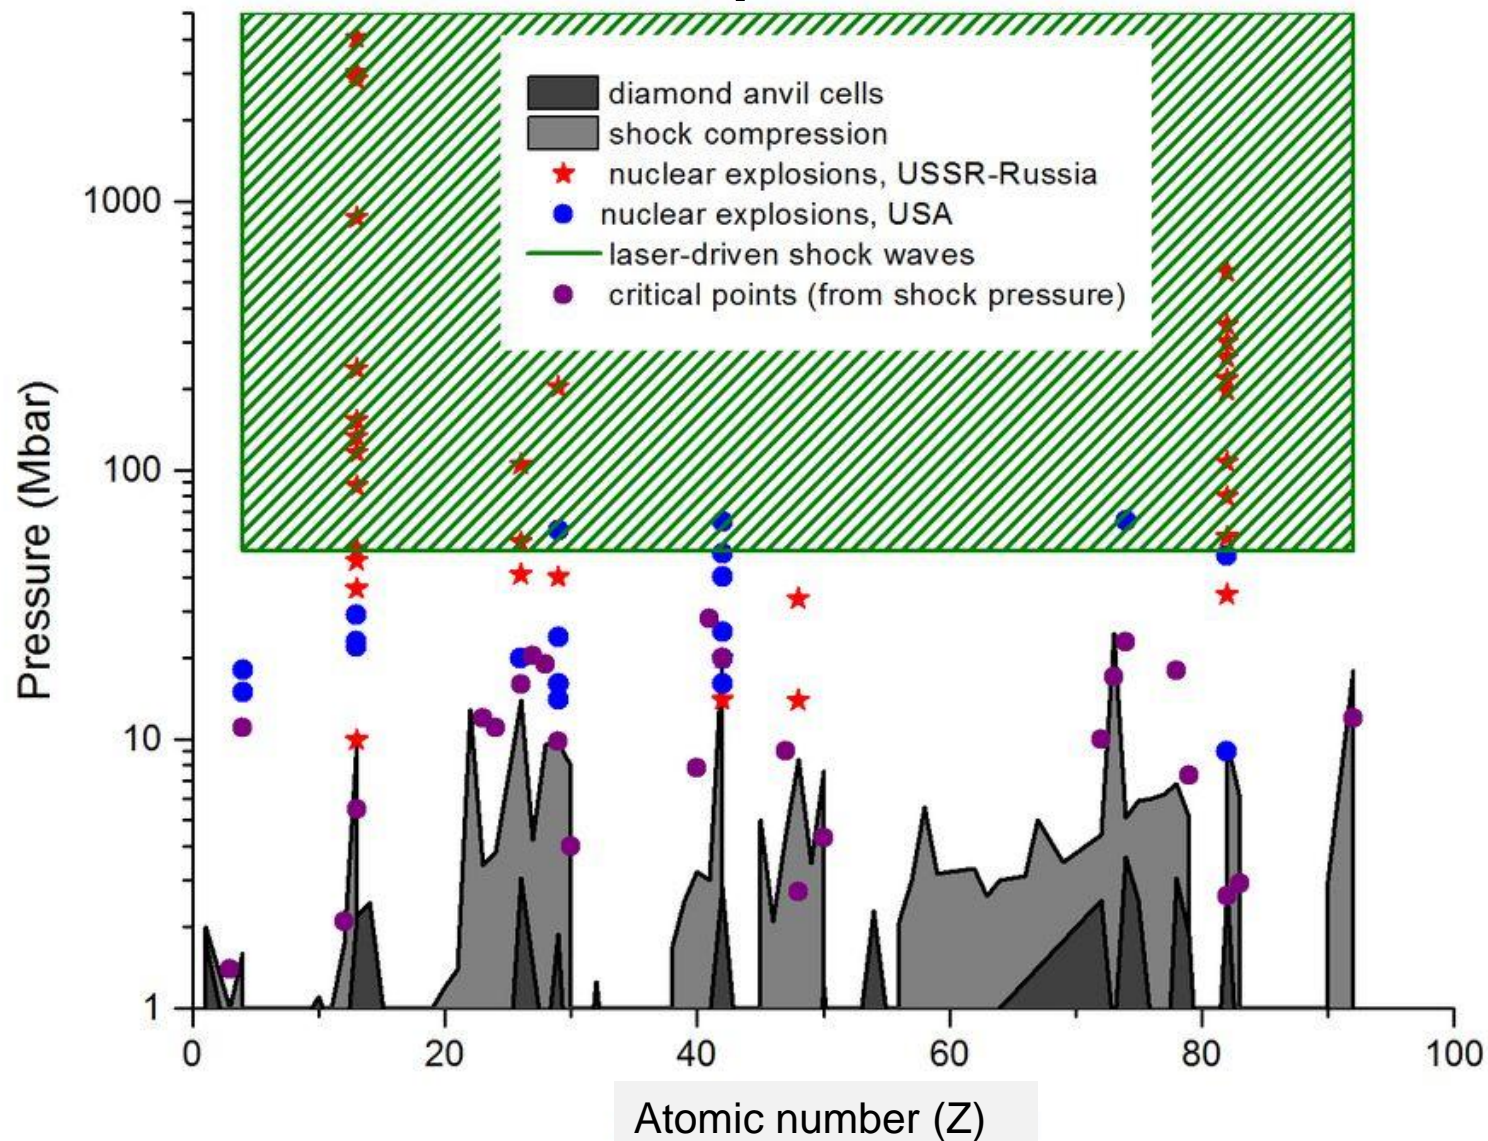 diamond anvil cells
shock compression
nuclear explosions, USSR-Russia
nuclear explosions, USA
laser-driven shock waves
critical points (from shock pressure)
Pressure (Mbar)
1000
100
10
1
0 20 40 60 80 100
Atomic number (Z)